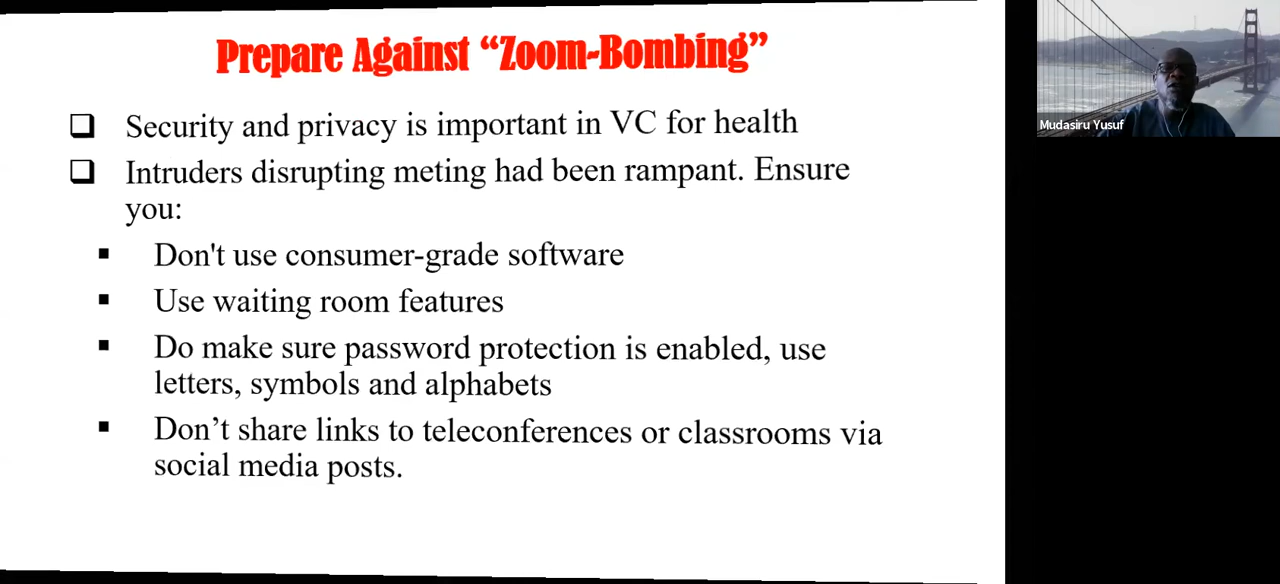 Prepare Against “Zoom-Bombing”
Security and privacy is important in VC for health
Intruders disrupting meting had been rampant. Ensure
you:
Don't use consumer-grade software
Use waiting room features
Do make sure password protection is enabled, use
letters, symbols and alphabets
Don’t share links to teleconferences or classrooms via
social media posts.
Mudasiru Yusuf